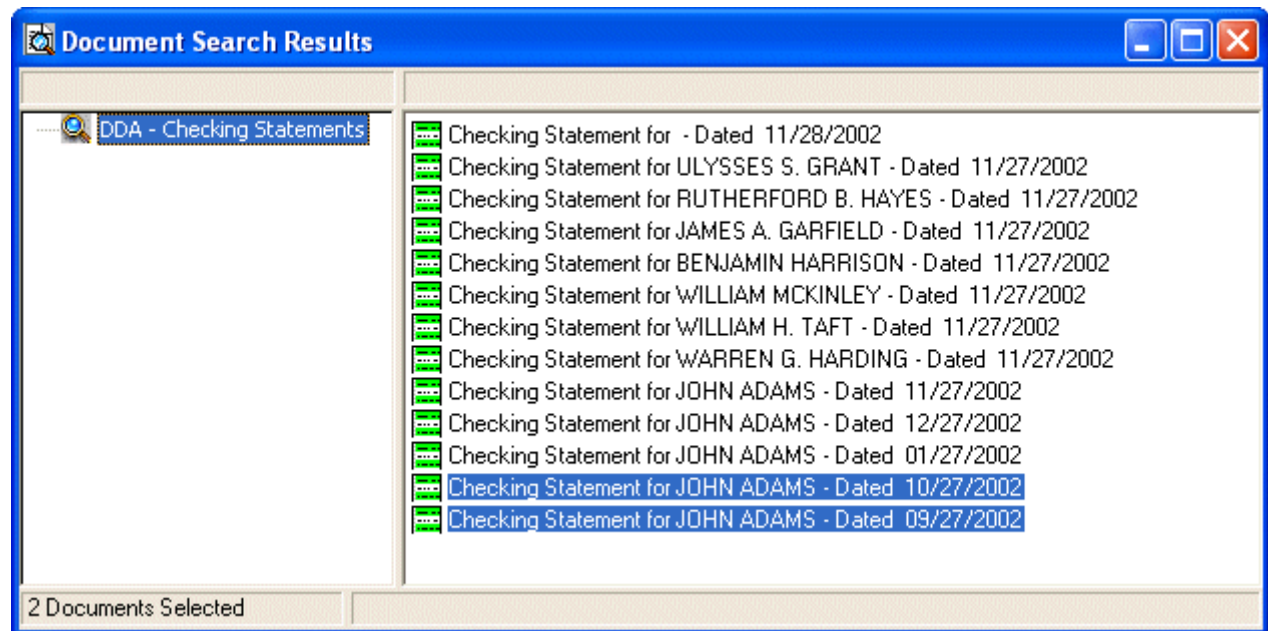 Document Search Results
DDA - Checking Statements
Checking Statement for  - Dated  11/28/2002
Checking Statement for ULYSSES S. GRANT - Dated  11/27/2002
Checking Statement for RUTHERFORD B. HAYES - Dated  11/27/2002
Checking Statement for JAMES A. GARFIELD - Dated  11/27/2002
Checking Statement for BENJAMIN HARRISON - Dated  11/27/2002
Checking Statement for WILLIAM MCKINLEY - Dated  11/27/2002
Checking Statement for WILLIAM H. TAFT - Dated  11/27/2002
Checking Statement for WARREN G. HARDING - Dated  11/27/2002
Checking Statement for JOHN ADAMS - Dated  11/27/2002
Checking Statement for JOHN ADAMS - Dated  12/27/2002
Checking Statement for JOHN ADAMS - Dated  01/27/2002
Checking Statement for JOHN ADAMS - Dated  10/27/2002
Checking Statement for JOHN ADAMS - Dated  09/27/2002
2 Documents Selected